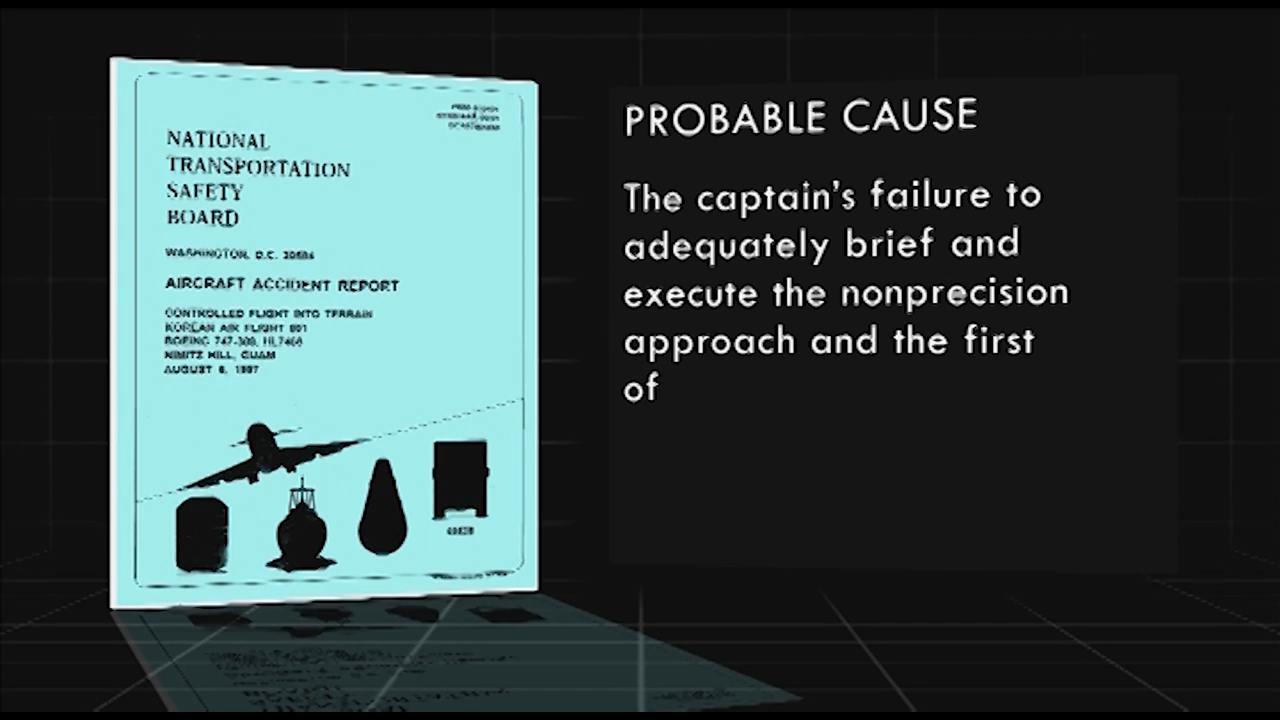 NATIONAL
TRANSPORTATION
SAFETY
BOARD
WASHINGTON, D.C. 20594
AIRCRAFT ACCIDENT REPORT
CONTROLLED FLIGHT INTO TERRAIN
KOREAN AIR FLIGHT 801
BOEING 747-300, HL7468
NIMITZ HILL, GUAM
AUGUST 6, 1997
PROBABLE CAUSE
The captain's failure to
adequately brief and
execute the nonprecision
approach and the first
of